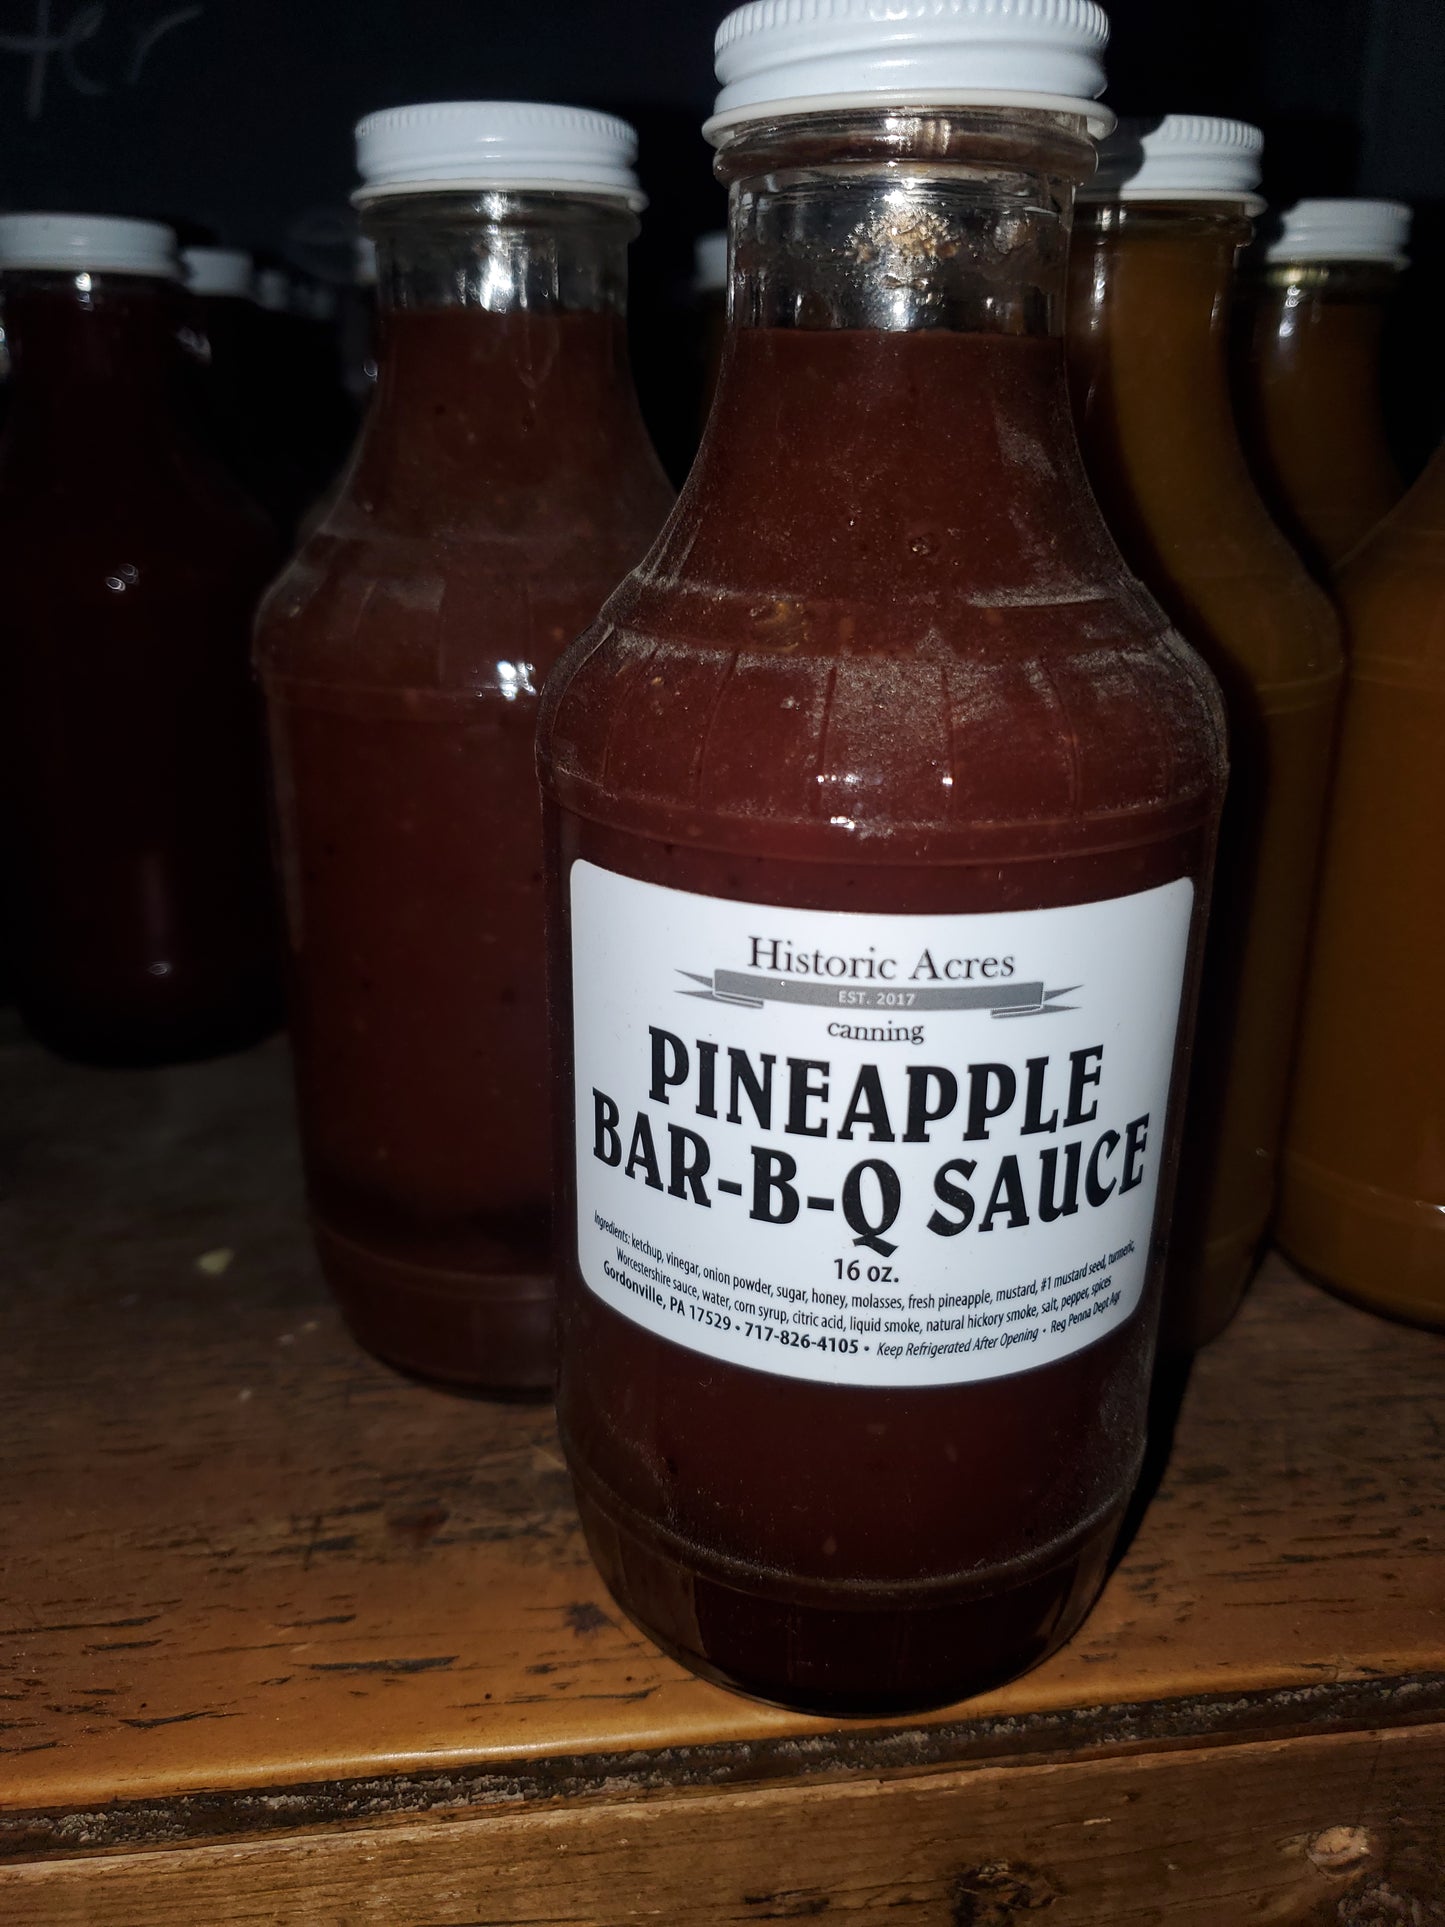 ter
Historic Acres
EST. 2017
canning
PINEAPPLE
BAR-B-Q SAUCE
16 oz.
Ingredients: ketchup, vinegar, onion powder, sugar, honey, molasses, fresh pineapple, mustard, #1 mustard seed, turmeric,
Worcestershire sauce, water, corn syrup, citric acid, liquid smoke, natural hickory smoke, salt, pepper, spices
Gordonville, PA 17529 • 717-826-4105 • Keep Refrigerated After Opening • Reg Penna Dept Agr